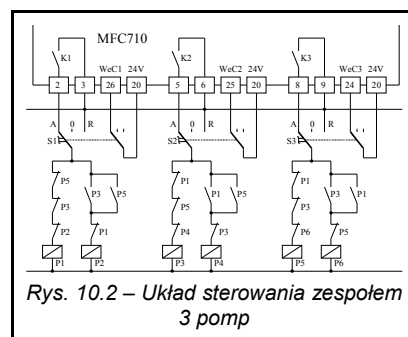 MFC710
K1 K2 K3
WeC1 24V WeC2 24V WeC3 24V
2 3 26 20 5 6 25 20 8 9 24 20
A 0 R A 0 R A 0 R
S1 S2 S3
P5 P3 P5 P1 P1 P5 P1 P3 P1
P3 P5 P3
P2 P1 P4 P3 P6 P5
P1 P2 P3 P4 P5 P6
Rys. 10.2 – Układ sterowania zespołem
3 pomp